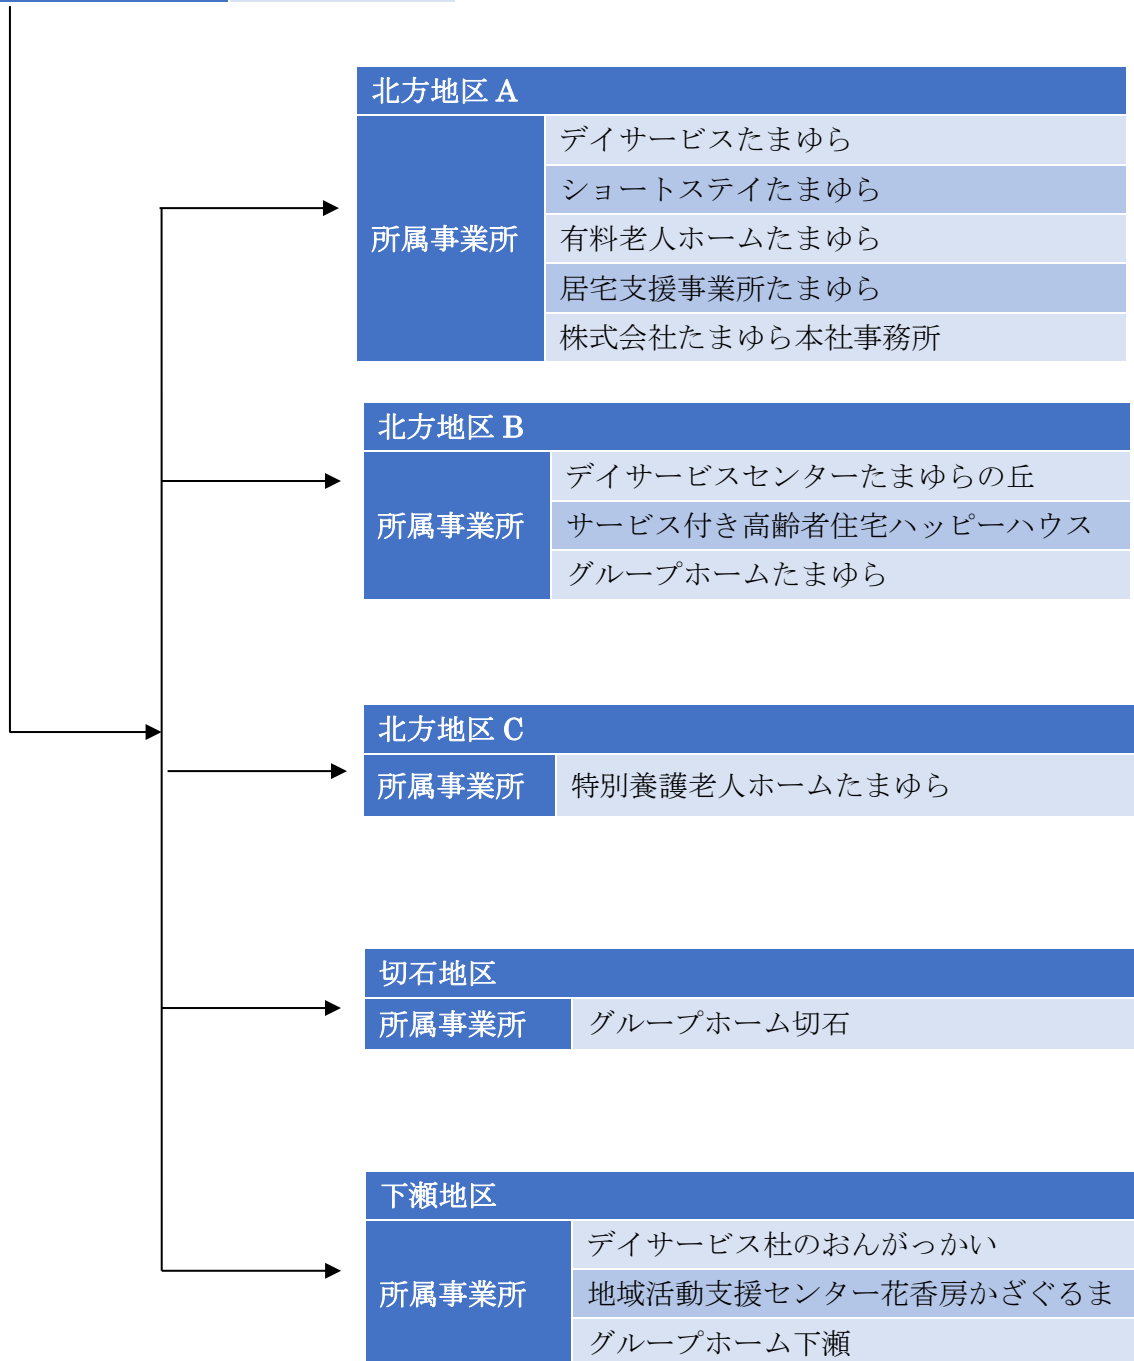 北方地区 A
所属事業所
デイサービスたまゆら
ショートステイたまゆら
有料老人ホームたまゆら
居宅支援事業所たまゆら
株式会社たまゆら本社事務所
北方地区 B
所属事業所
デイサービスセンターたまゆらの丘
サービス付き高齢者住宅ハッピーハウス
グループホームたまゆら
北方地区 C
所属事業所
特別養護老人ホームたまゆら
切石地区
所属事業所
グループホーム切石
下瀬地区
所属事業所
デイサービス杜のおんがっかい
地域活動支援センター花香房かざぐるま
グループホーム下瀬